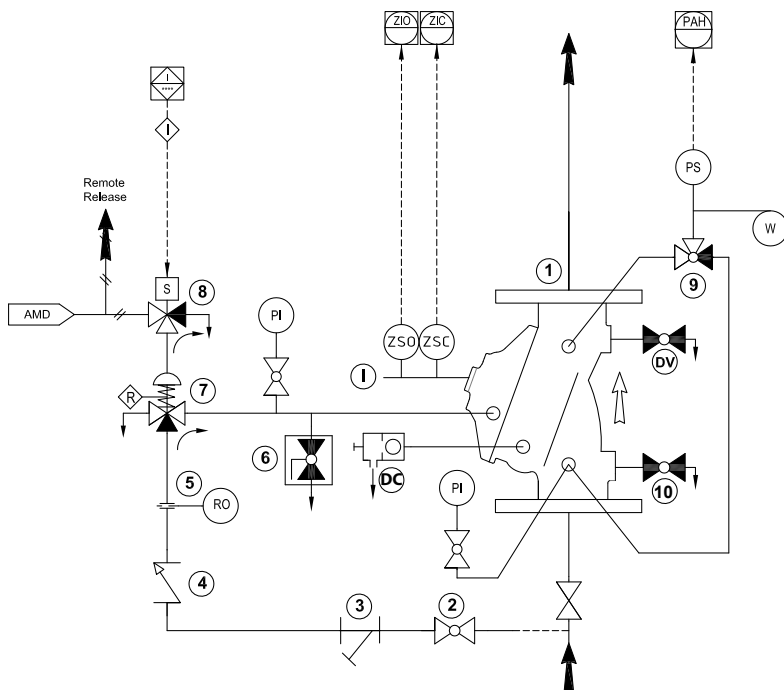 ZIO
ZIC
PAH
I
****
I
Remote
Release
PS
W
S
8
1
9
AMD
PI
ZSO
ZSC
I
DV
R
7
6
DC
PI
10
5
RO
4
3
2